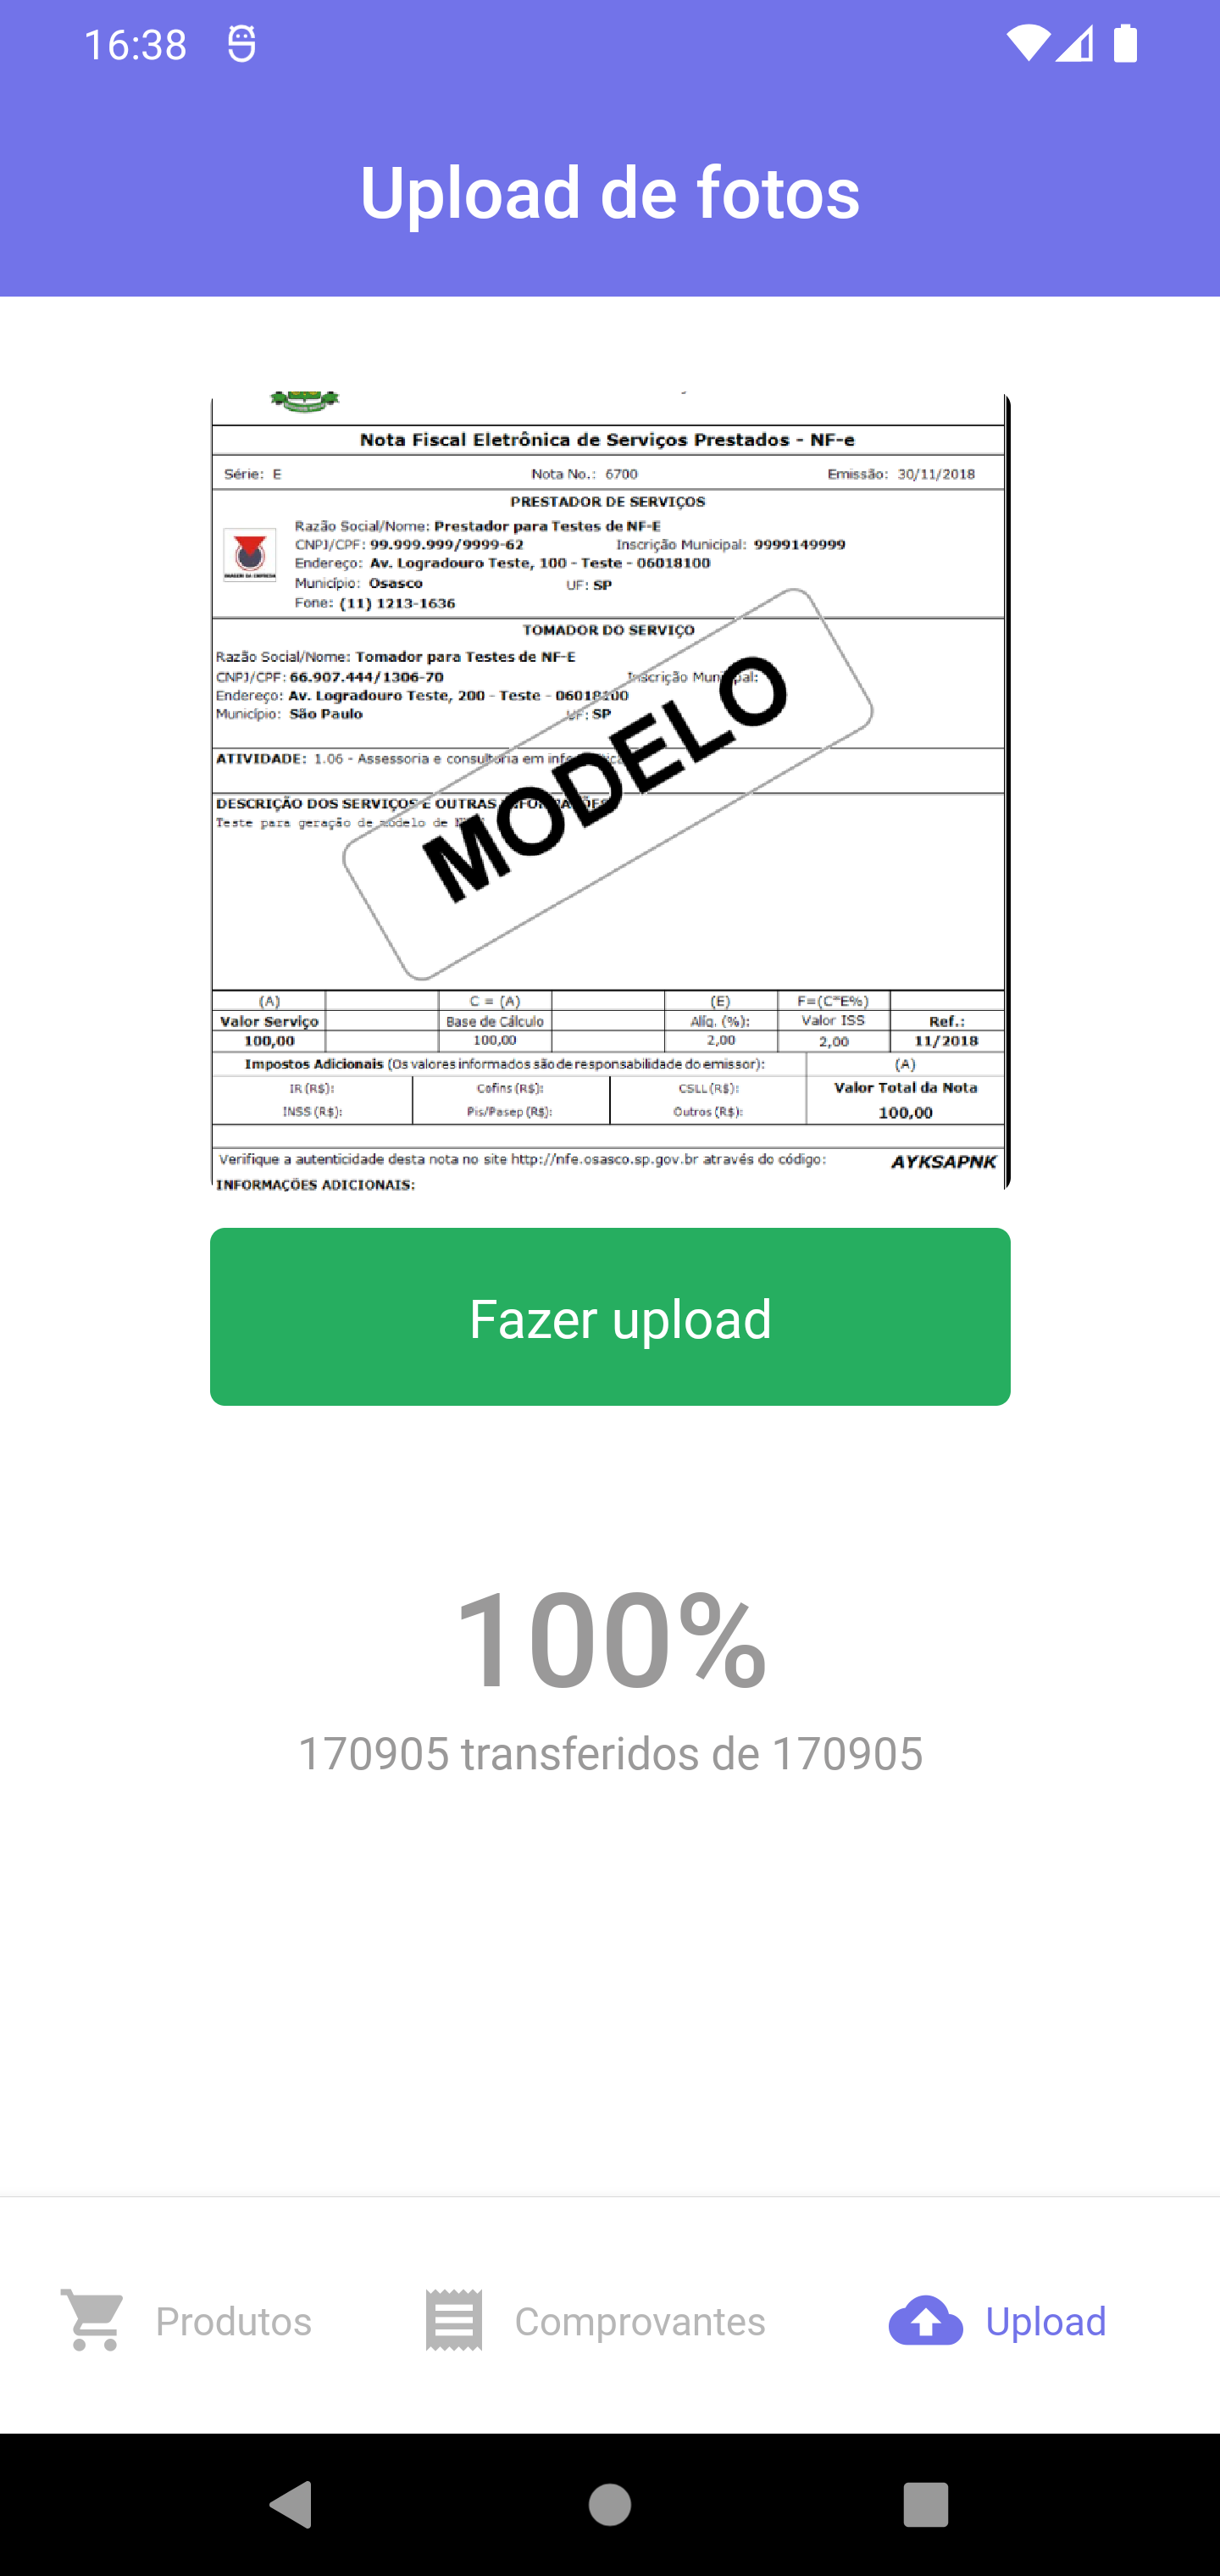 16:38
Upload de fotos
Nota Fiscal Eletrônica de Serviços Prestados - NF-e
Série: E Nota No.: 6700 Emissão: 30/11/2018
PRESTADOR DE SERVIÇOS
Razão Social/Nome: Prestador para Testes de NF-E
CNPJ/CPF: 99.999.999/9999-62 Inscrição Municipal: 9999149999
Endereço: Av. Logradouro Teste, 100 - Teste - 06018100
Município: Osasco UF: SP
Fone: (11) 1213-1636
TOMADOR DO SERVIÇO
Razão Social/Nome: Tomador para Testes de NF-E
CNPJ/CPF: 66.907.444/1306-70 Inscrição Municipal:
Endereço: Av. Logradouro Teste, 200 - Teste - 06018100
Município: São Paulo UF: SP
ATIVIDADE: 1.06 - Assessoria e consultoria em informática
DESCRIÇÃO DOS SERVIÇOS E OUTRAS INFORMAÇÕES
Teste para geração de modelo de
MODELO
(A) C = (A) (E) F=(C*E%)
Valor Serviço Base de Cálculo Alíq. (%): Valor ISS Ref.:
100,00 100,00 2,00 2,00 11/2018
Impostos Adicionais (Os valores informados são de responsabilidade do emissor): (A)
IR (R$): Cofins (R$): CSLL (R$): Valor Total da Nota
INSS (R$): Pis/Pasep (R$): Outros (R$): 100,00
Verifique a autenticidade desta nota no site http://nfe.osasco.sp.gov.br através do código: AYKSAPNK
INFORMAÇÕES ADICIONAIS:
Fazer upload
100%
170905 transferidos de 170905
Produtos Comprovantes Upload